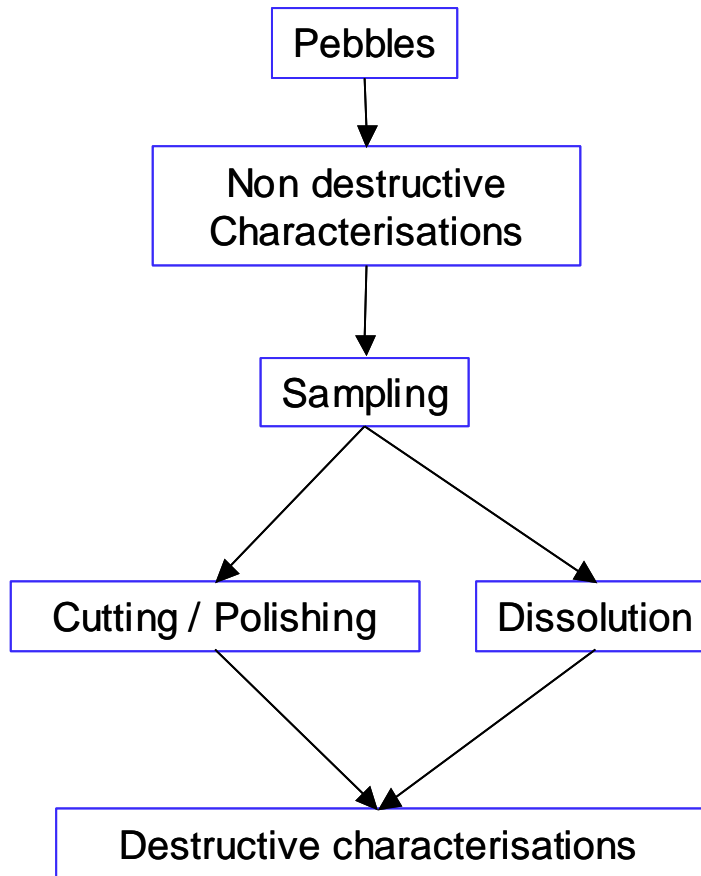 Pebbles
Non destructive
Characterisations
Sampling
Cutting / Polishing
Dissolution
Destructive characterisations